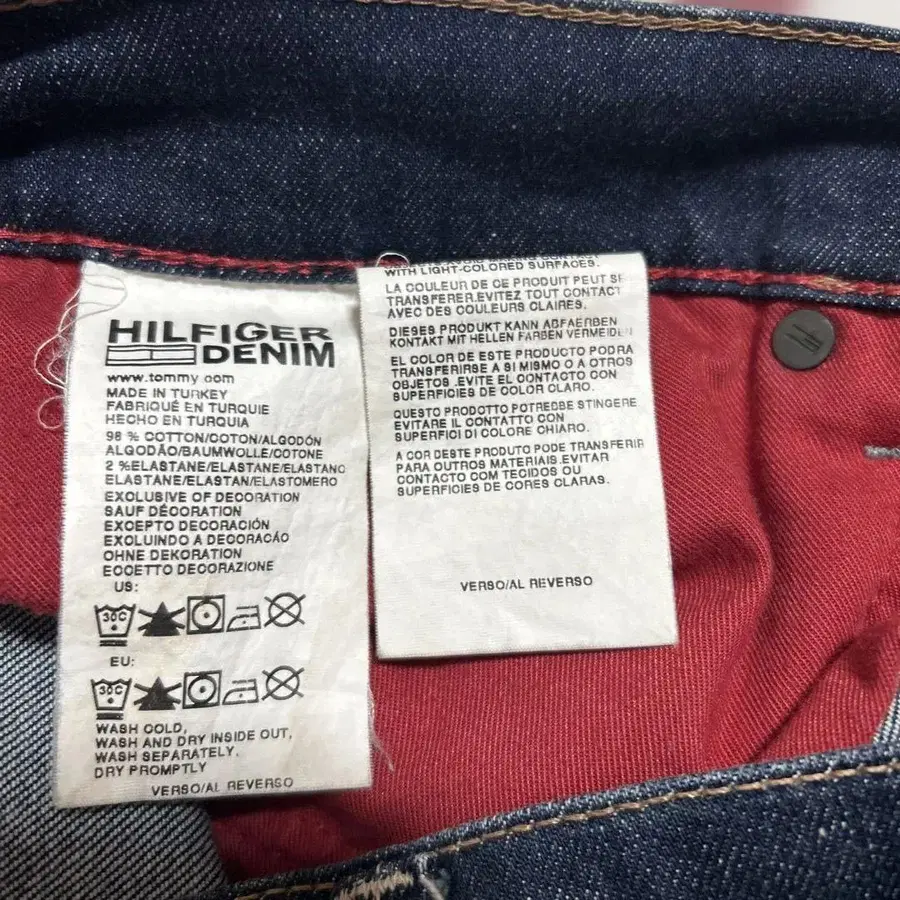 HILFIGER
DENIM
www.tommy com
MADE IN TURKEY
FABRIQUÉ EN TURQUIE
HECHO EN TURQUIA
98 % COTTON/COTON/ALGODÓN
ALGODÃO/BAUMWOLLE/COTONE
2 %ELASTANE/ELASTANE/ELASTANO
ELASTANE/ELASTAN/ELASTOMERO
EXCLUSIVE OF DECORATION
SAUF DÉCORATION
EXCEPTO DECORACIÓN
EXCLUINDO A DECORACÃO
OHNE DEKORATION
ECCETTO DECORAZIONE
US:
30C
EU:
30C
WASH COLD,
WASH AND DRY INSIDE OUT,
WASH SEPARATELY,
DRY PROMPTLY
VERSO/AL REVERSO
WITH LIGHT-COLORED SURFACES.
LA COULEUR DE CE PRODUIT PEUT SE
TRANSFERER.EVITEZ TOUT CONTACT
AVEC DES COULEURS CLAIRES.
DIESES PRODUKT KANN ABFAERBEN
KONTAKT MIT HELLEN FARBEN VERMEIDEN
EL COLOR DE ESTE PRODUCTO PODRA
TRANSFERIRSE A SI MISMO O A OTROS
OBJETOS .EVITE EL CONTACTO CON
SUPERFICIES DE COLOR CLARO.
QUESTO PRODOTTO POTREBBE STINGERE
EVITARE IL CONTATTO CON
SUPERFICI DI COLORE CHIARO.
A COR DESTE PRODUTO PODE TRANSFERIR
PARA OUTROS MATERIAIS.EVITAR
CONTACTO COM TECIDOS OU
SUPERFICIES DE CORES CLARAS.
VERSO/AL REVERSO